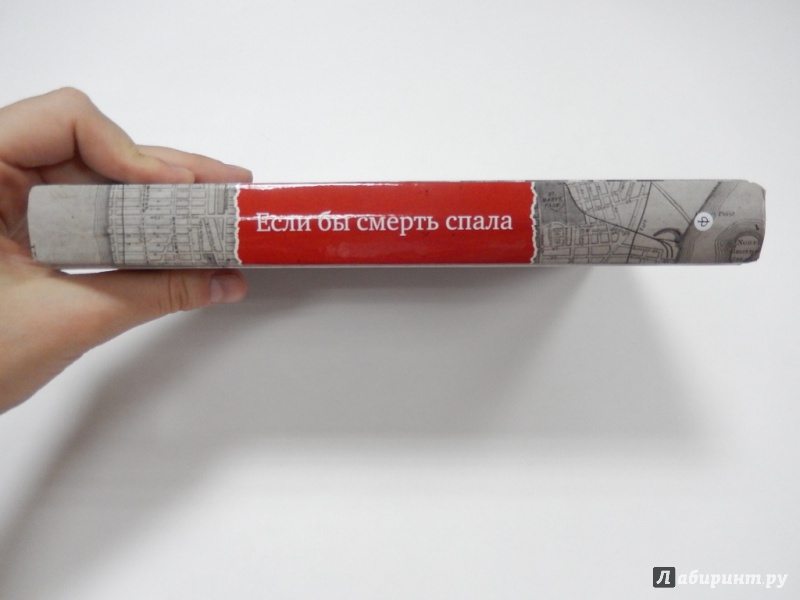 Если бы смерть спала
Лабиринт.ру